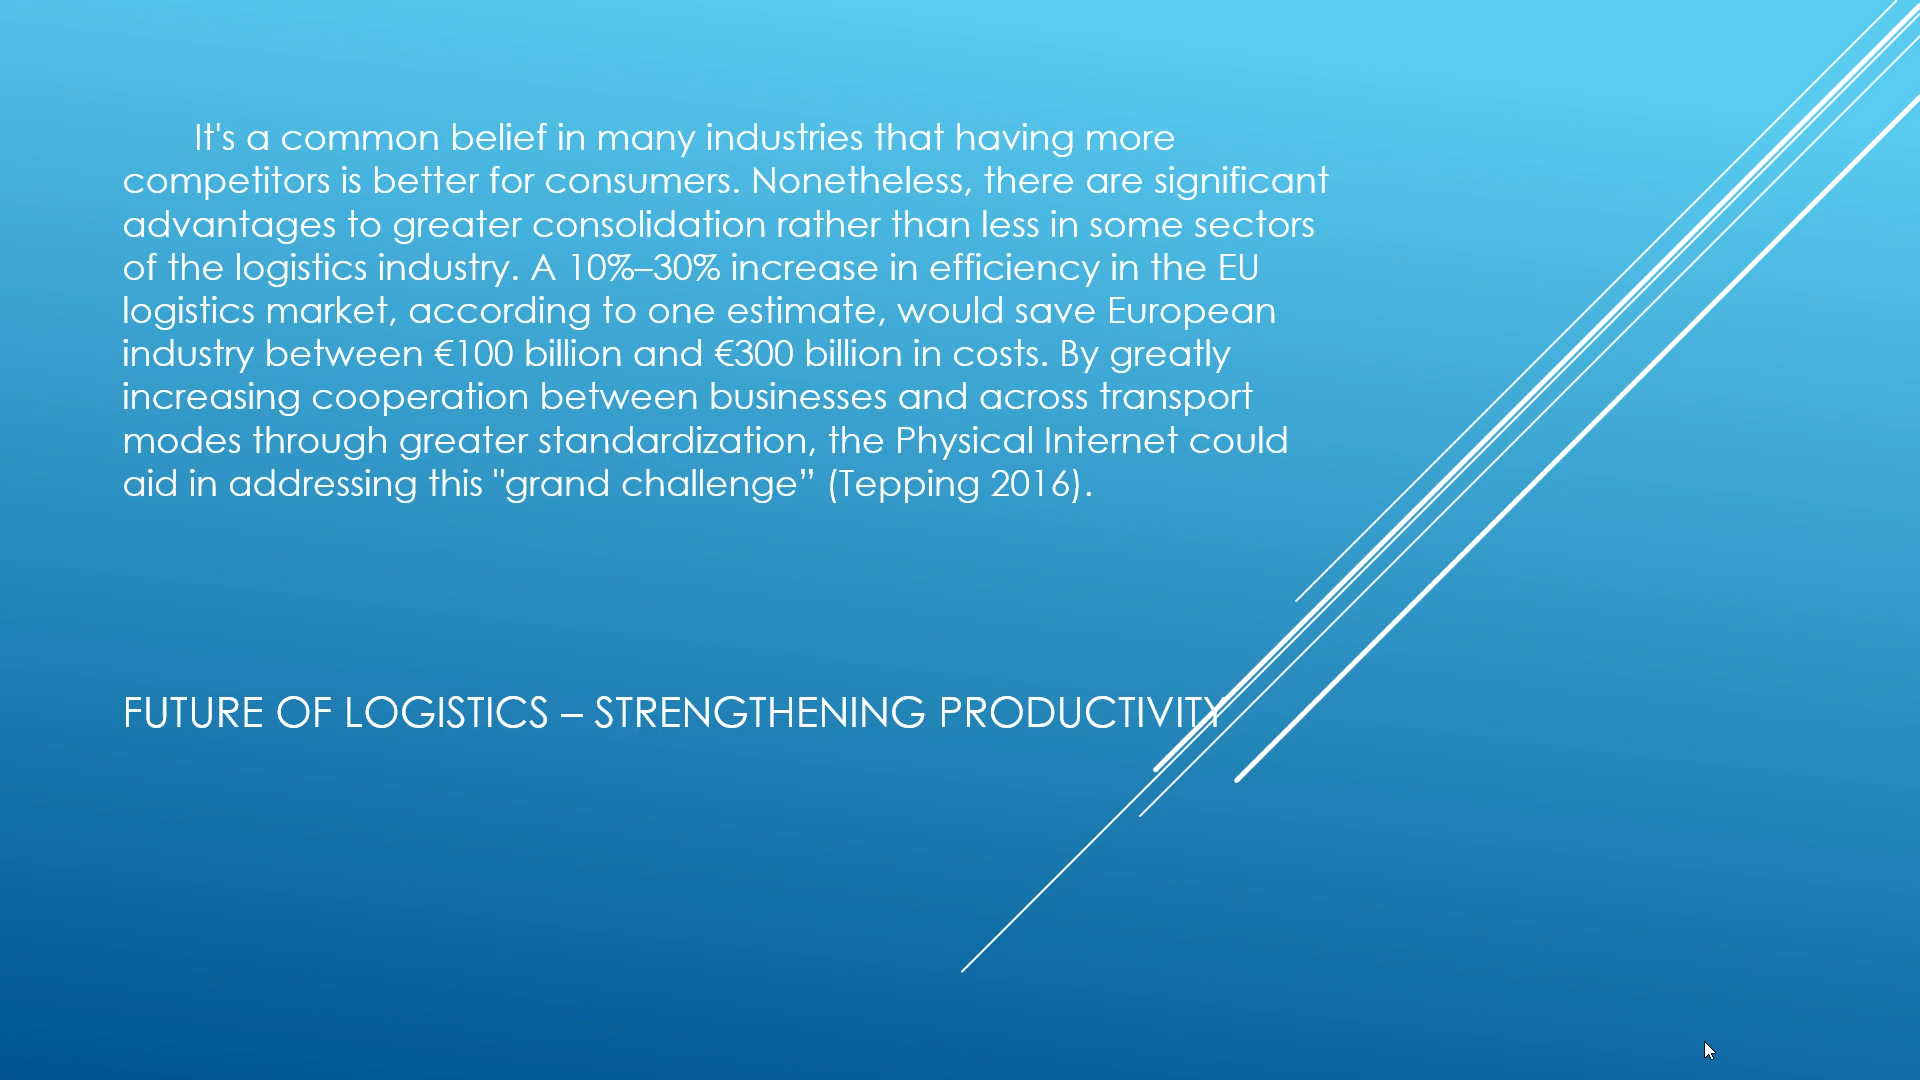 It's a common belief in many industries that having more
competitors is better for consumers. Nonetheless, there are significant
advantages to greater consolidation rather than less in some sectors
of the logistics industry. A 10%–30% increase in efficiency in the EU
logistics market, according to one estimate, would save European
industry between €100 billion and €300 billion in costs. By greatly
increasing cooperation between businesses and across transport
modes through greater standardization, the Physical Internet could
aid in addressing this "grand challenge” (Tepping 2016).
FUTURE OF LOGISTICS – STRENGTHENING PRODUCTIVITY